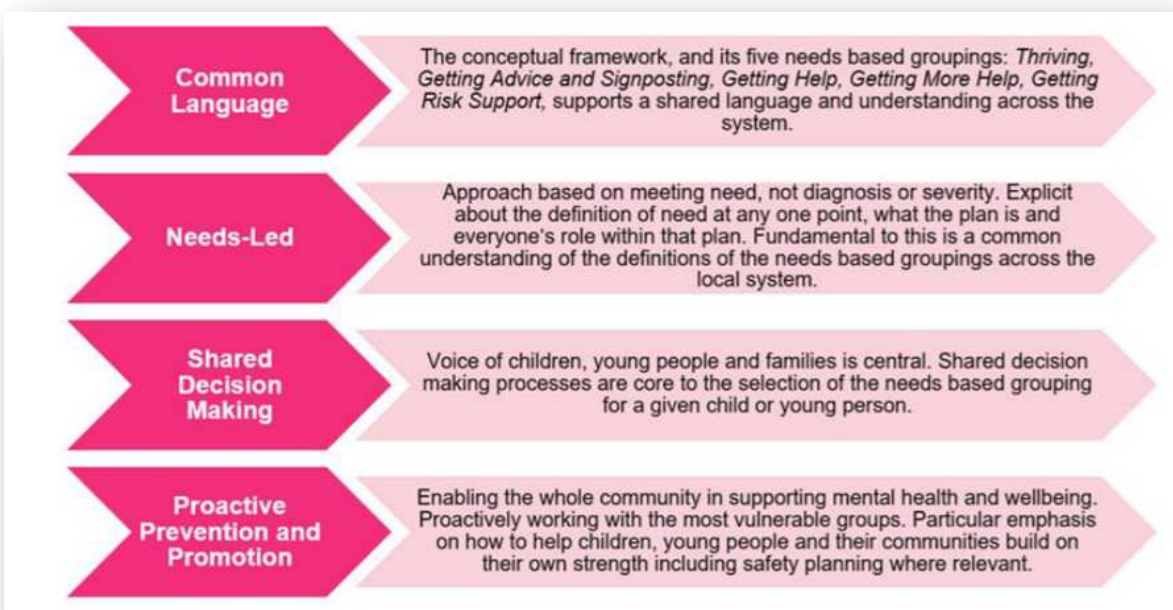 Common
Language
The conceptual framework, and its five needs based groupings: Thriving,
Getting Advice and Signposting, Getting Help, Getting More Help, Getting
Risk Support, supports a shared language and understanding across the
system.
Needs-Led
Approach based on meeting need, not diagnosis or severity. Explicit
about the definition of need at any one point, what the plan is and
everyone's role within that plan. Fundamental to this is a common
understanding of the definitions of the needs based groupings across the
local system.
Shared
Decision
Making
Voice of children, young people and families is central. Shared decision
making processes are core to the selection of the needs based grouping
for a given child or young person.
Proactive
Prevention and
Promotion
Enabling the whole community in supporting mental health and wellbeing.
Proactively working with the most vulnerable groups. Particular emphasis
on how to help children, young people and their communities build on
their own strength including safety planning where relevant.